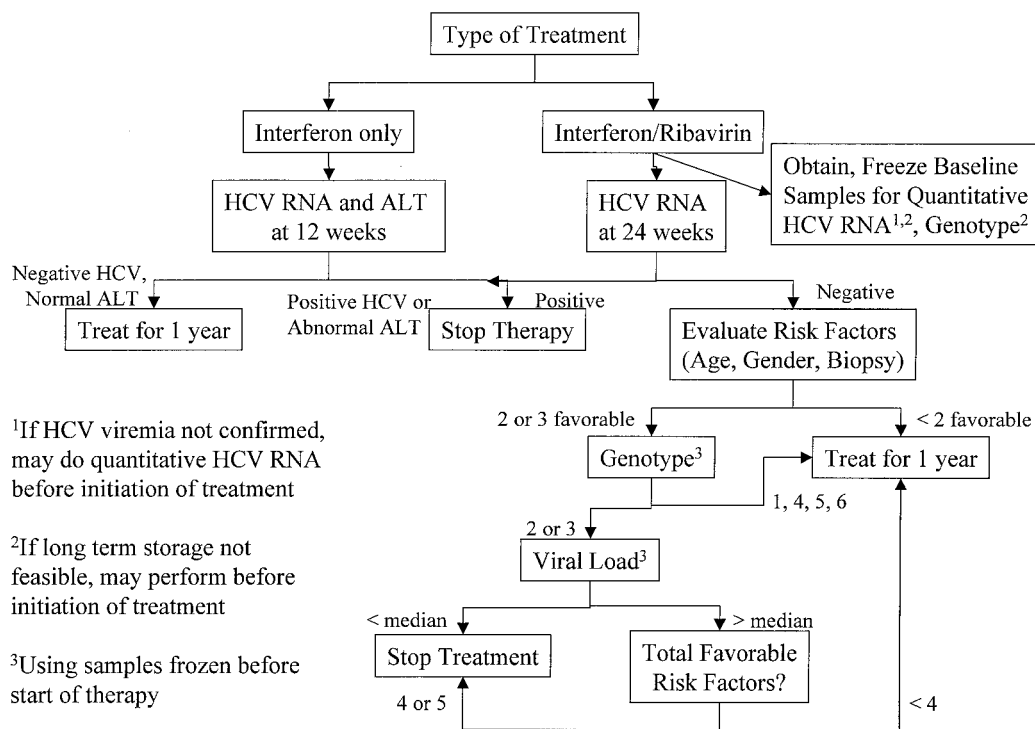 Type of Treatment
Interferon only
Interferon/Ribavirin
Obtain, Freeze Baseline
Samples for Quantitative
HCV RNA¹,², Genotype²
HCV RNA and ALT
at 12 weeks
HCV RNA
at 24 weeks
Negative HCV,
Normal ALT
Positive HCV or
Abnormal ALT
Positive
Negative
Treat for 1 year
Stop Therapy
Evaluate Risk Factors
(Age, Gender, Biopsy)
2 or 3 favorable
< 2 favorable
Genotype³
Treat for 1 year
1, 4, 5, 6
2 or 3
Viral Load³
< median
> median
Stop Treatment
Total Favorable
Risk Factors?
4 or 5
< 4
¹If HCV viremia not confirmed,
may do quantitative HCV RNA
before initiation of treatment
²If long term storage not
feasible, may perform before
initiation of treatment
³Using samples frozen before
start of therapy